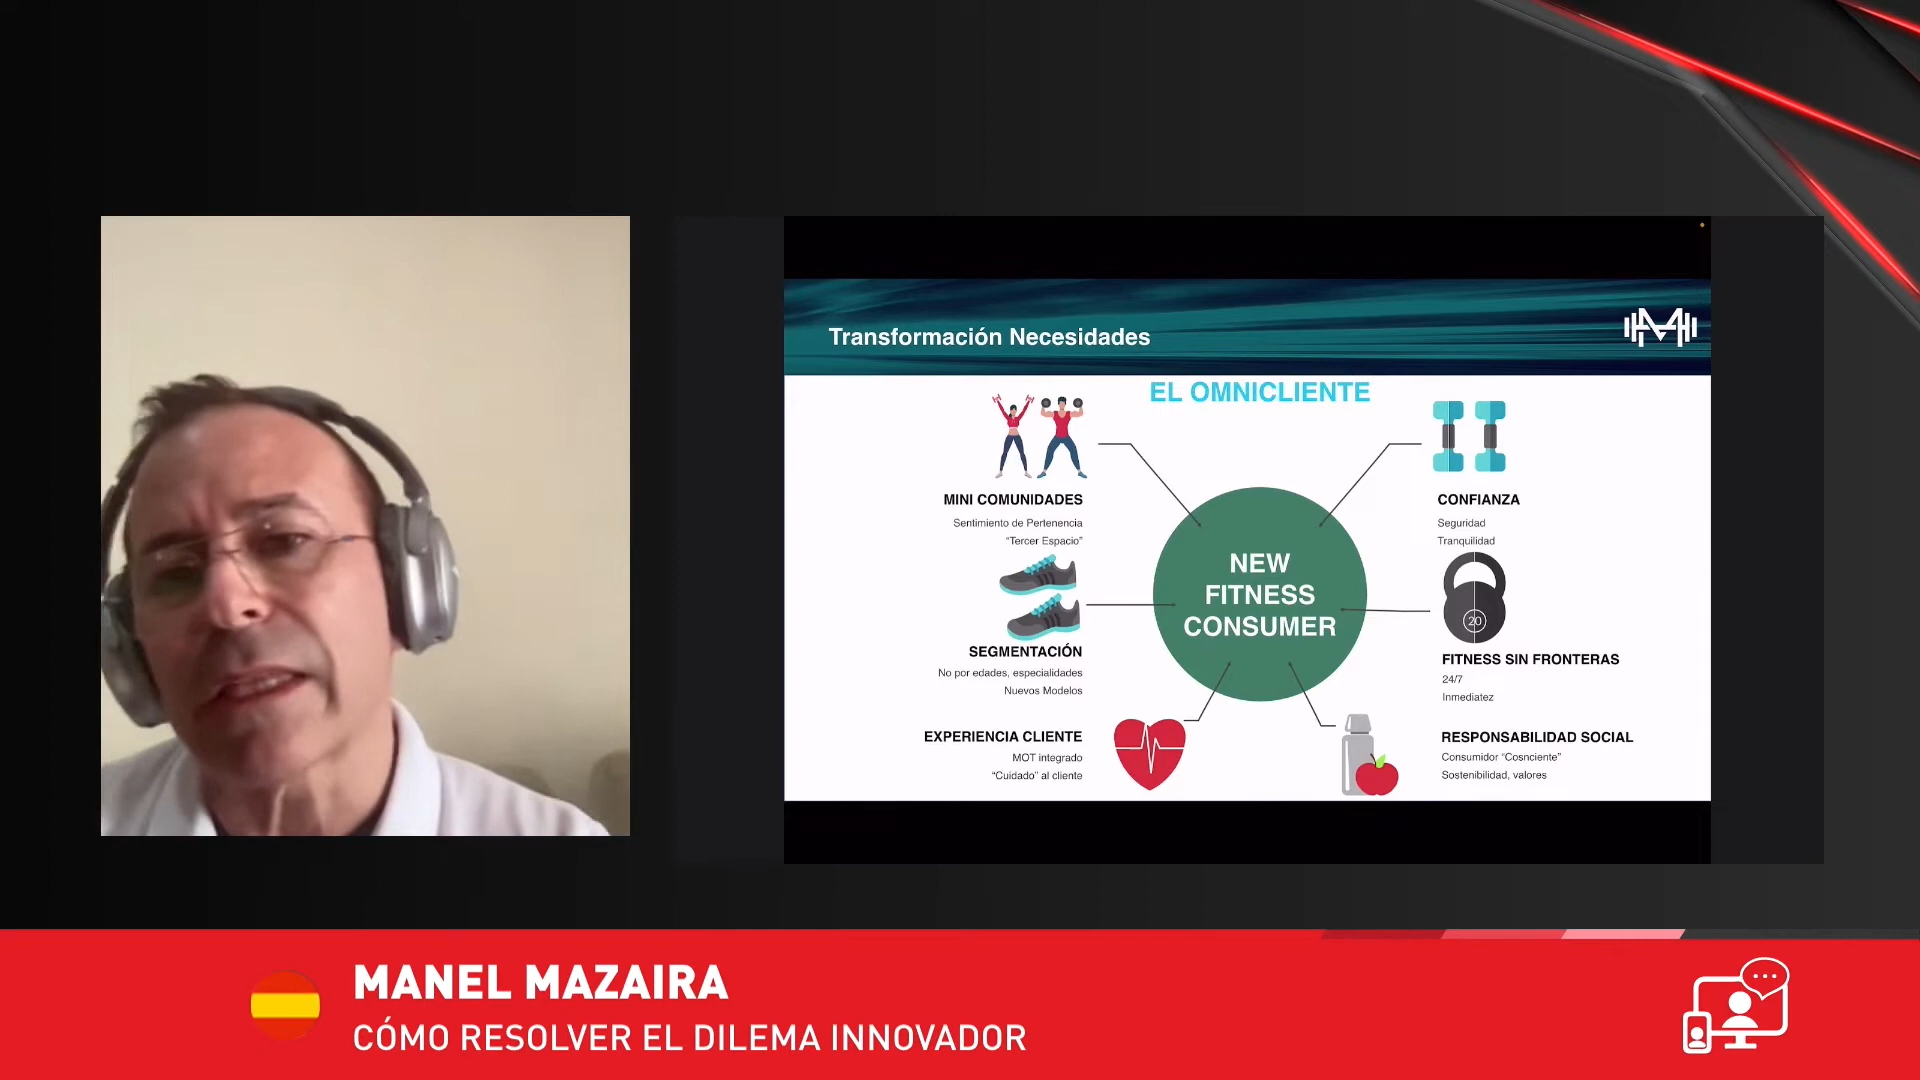 Transformación Necesidades
EL OMNICLIENTE
MINI COMUNIDADES
Sentimiento de Pertenencia
“Tercer Espacio”
SEGMENTACIÓN
No por edades, especialidades
Nuevos Modelos
EXPERIENCIA CLIENTE
MOT integrado
“Cuidado” al cliente
NEW
FITNESS
CONSUMER
CONFIANZA
Seguridad
Tranquilidad
20
FITNESS SIN FRONTERAS
24/7
Inmediatez
RESPONSABILIDAD SOCIAL
Consumidor “Cosnciente”
Sostenibilidad, valores
MANEL MAZAIRA
CÓMO RESOLVER EL DILEMA INNOVADOR